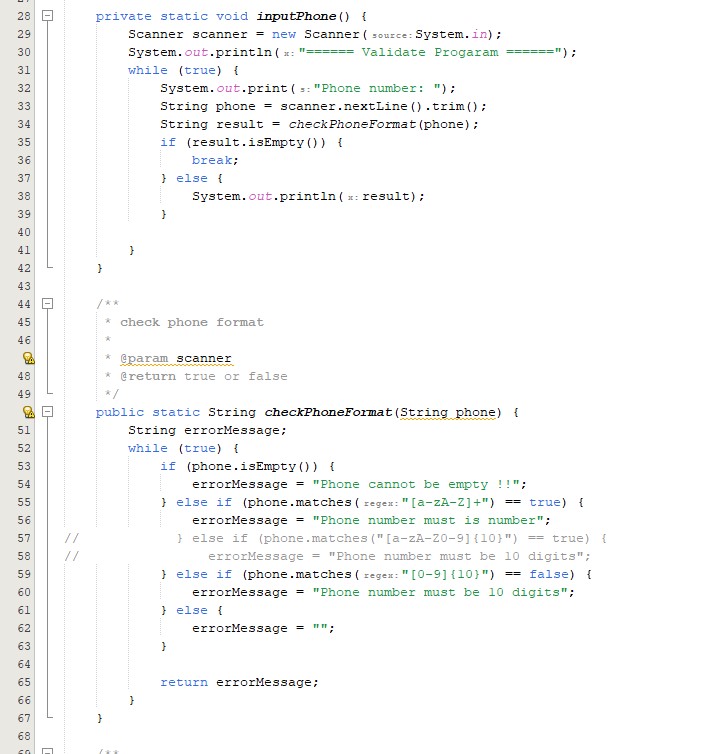 28 private static void inputPhone() {
29 Scanner scanner = new Scanner( source: System.in);
30 System.out.println( x: "====== Validate Progaram ======");
31 while (true) {
32 System.out.print( s: "Phone number: ");
33 String phone = scanner.nextLine().trim();
34 String result = checkPhoneFormat(phone);
35 if (result.isEmpty()) {
36 break;
37 } else {
38 System.out.println( x: result);
39 }
40
41 }
42 }
43
44 /**
45 * check phone format
46 *
* @param scanner
48 * @return true or false
49 */
public static String checkPhoneFormat(String phone) {
51 String errorMessage;
52 while (true) {
53 if (phone.isEmpty()) {
54 errorMessage = "Phone cannot be empty !!";
55 } else if (phone.matches( regex: "[a-zA-Z]+") == true) {
56 errorMessage = "Phone number must is number";
57 // } else if (phone.matches("[a-zA-Z0-9]{10}") == true) {
58 // errorMessage = "Phone number must be 10 digits";
59 } else if (phone.matches( regex: "[0-9]{10}") == false) {
60 errorMessage = "Phone number must be 10 digits";
61 } else {
62 errorMessage = "";
63 }
64
65 return errorMessage;
66 }
67 }
68